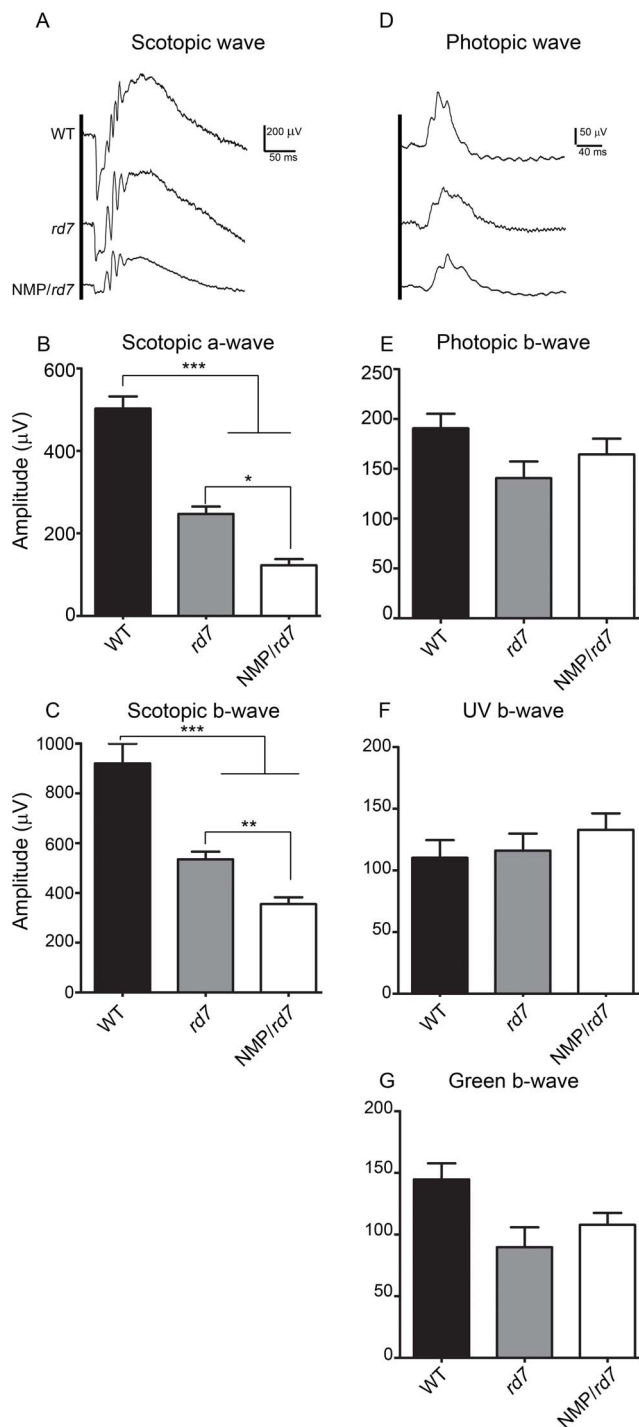 A
Scotopic wave
WT
rd7
NMP/rd7
200 µV
50 ms
D
Photopic wave
50 µV
40 ms
B
Scotopic a-wave
Amplitude (µV)
600
400
200
0
***
*
WT
rd7
NMP/rd7
E
Photopic b-wave
250
200
150
100
50
0
WT
rd7
NMP/rd7
C
Scotopic b-wave
Amplitude (µV)
1000
800
600
400
200
0
***
**
WT
rd7
NMP/rd7
F
UV b-wave
200
150
100
50
0
WT
rd7
NMP/rd7
G
Green b-wave
200
150
100
50
0
WT
rd7
NMP/rd7